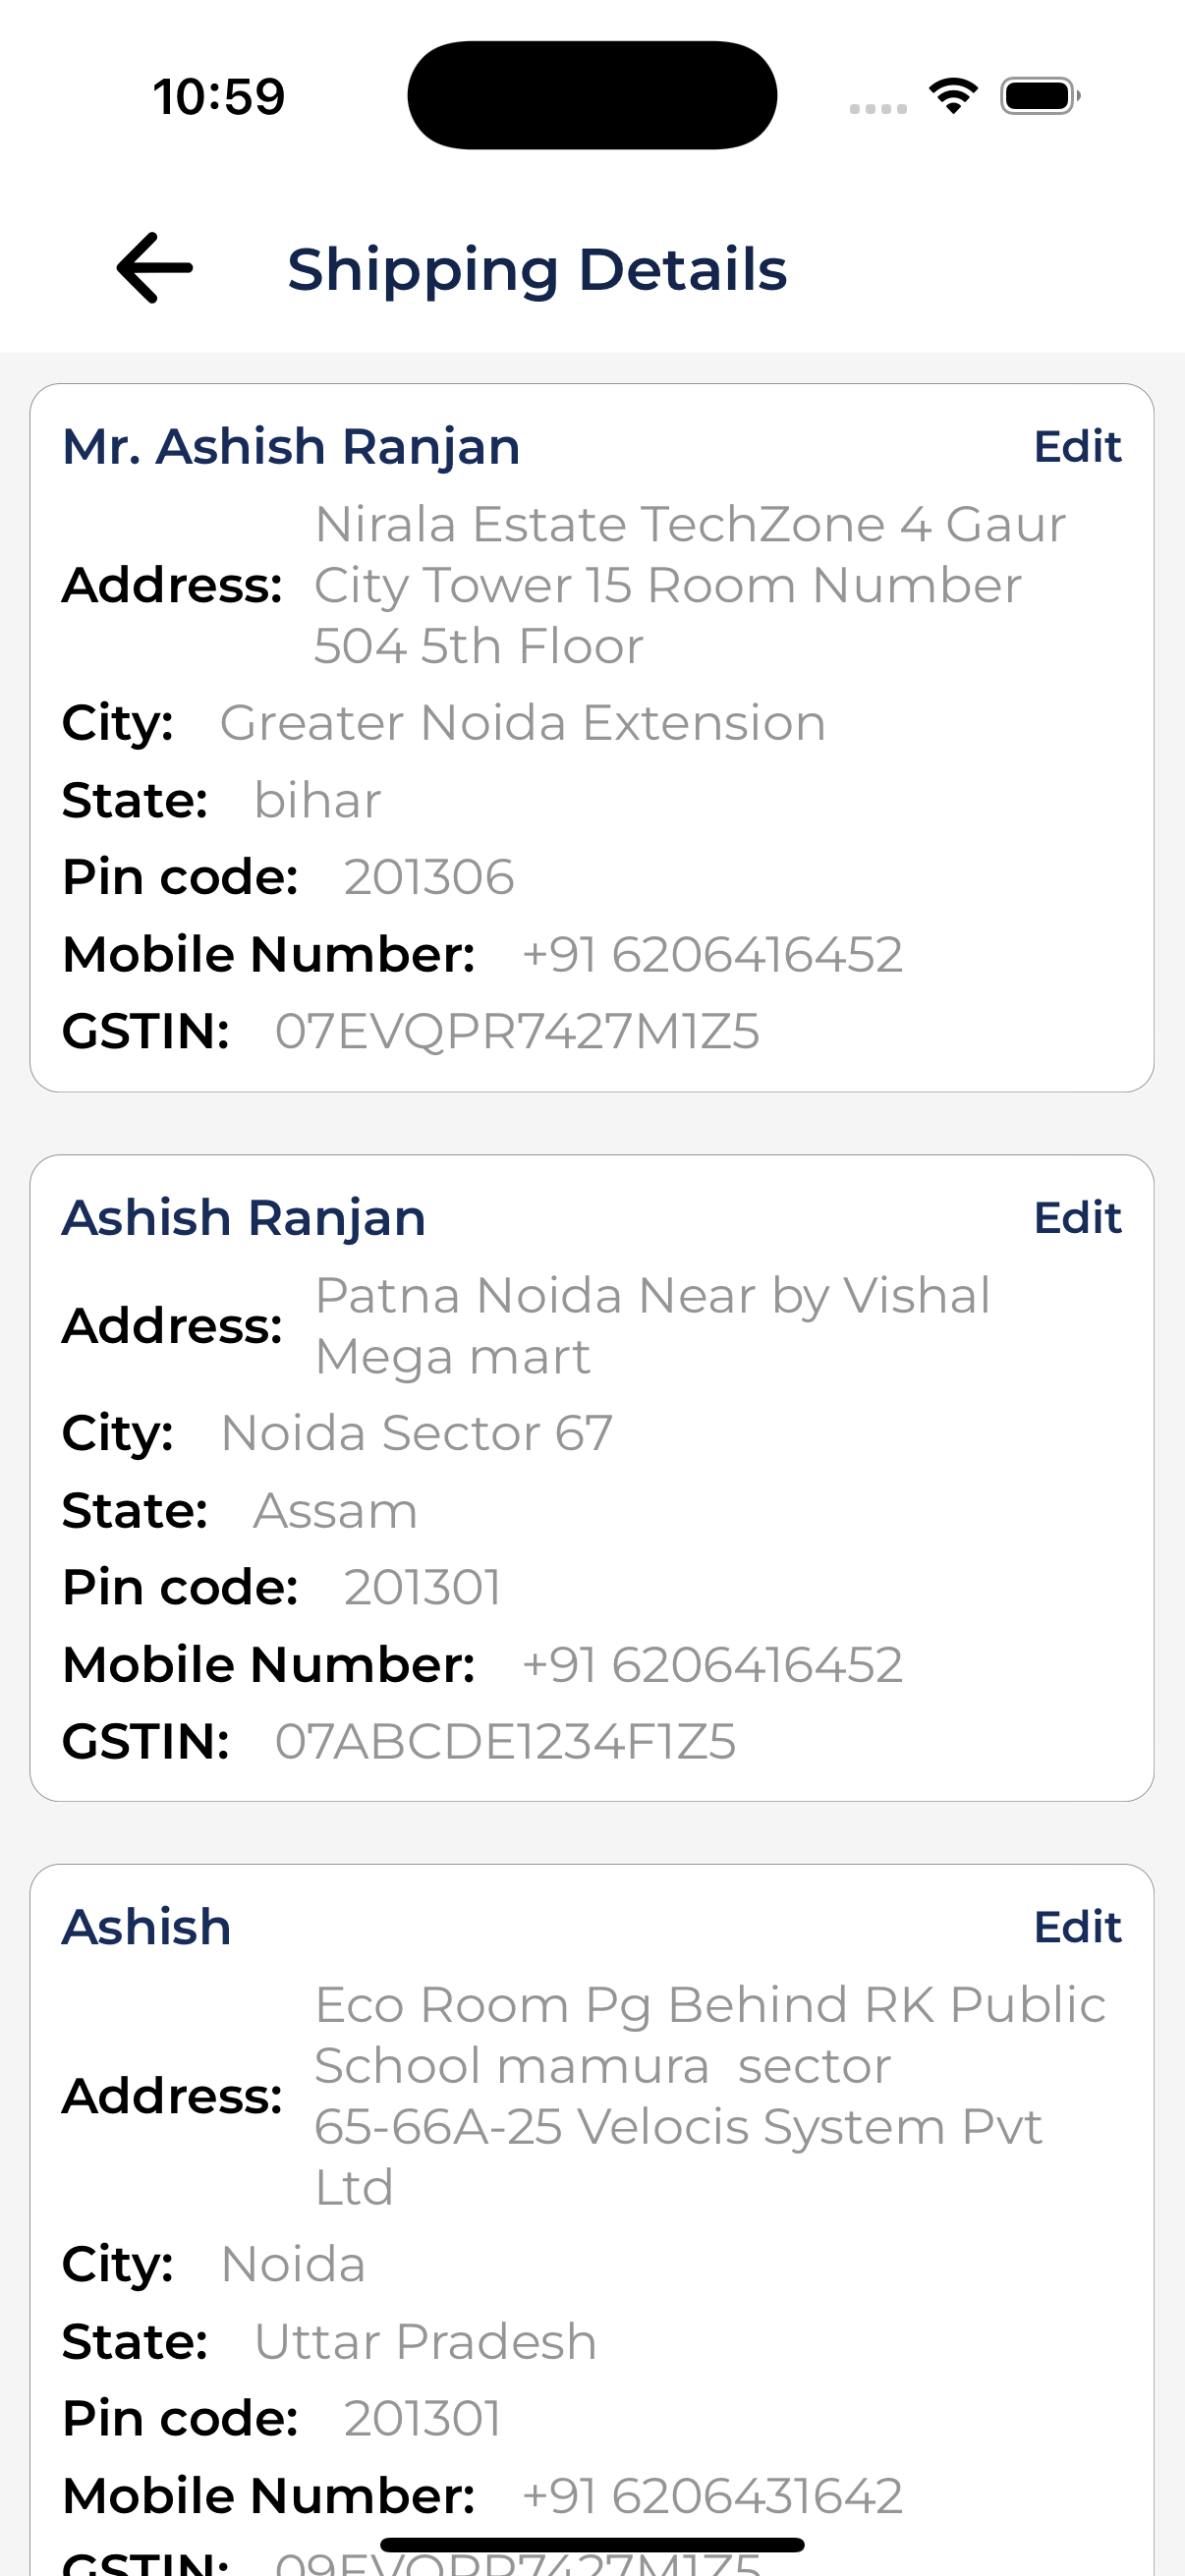 10:59
Shipping Details
Mr. Ashish Ranjan Edit
Address: Nirala Estate TechZone 4 Gaur
City Tower 15 Room Number
504 5th Floor
City: Greater Noida Extension
State: bihar
Pin code: 201306
Mobile Number: +91 6206416452
GSTIN: 07EVQPR7427M1Z5
Ashish Ranjan Edit
Address: Patna Noida Near by Vishal
Mega mart
City: Noida Sector 67
State: Assam
Pin code: 201301
Mobile Number: +91 6206416452
GSTIN: 07ABCDE1234F1Z5
Ashish Edit
Address: Eco Room Pg Behind RK Public
School mamura  sector
65-66A-25 Velocis System Pvt
Ltd
City: Noida
State: Uttar Pradesh
Pin code: 201301
Mobile Number: +91 6206431642
GSTIN: 09EVQPR7427M1Z5